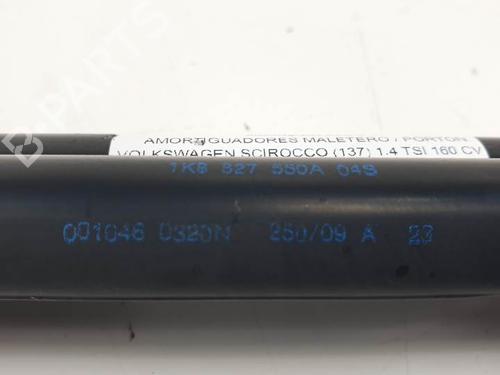 AMORTIGUADORES MALETERO / PORTON
VOLKSWAGEN SCIROCCO (137) 1.4 TSI 160 CV
1K8 827 550A 04S
001046 0320N 250/09 A 23